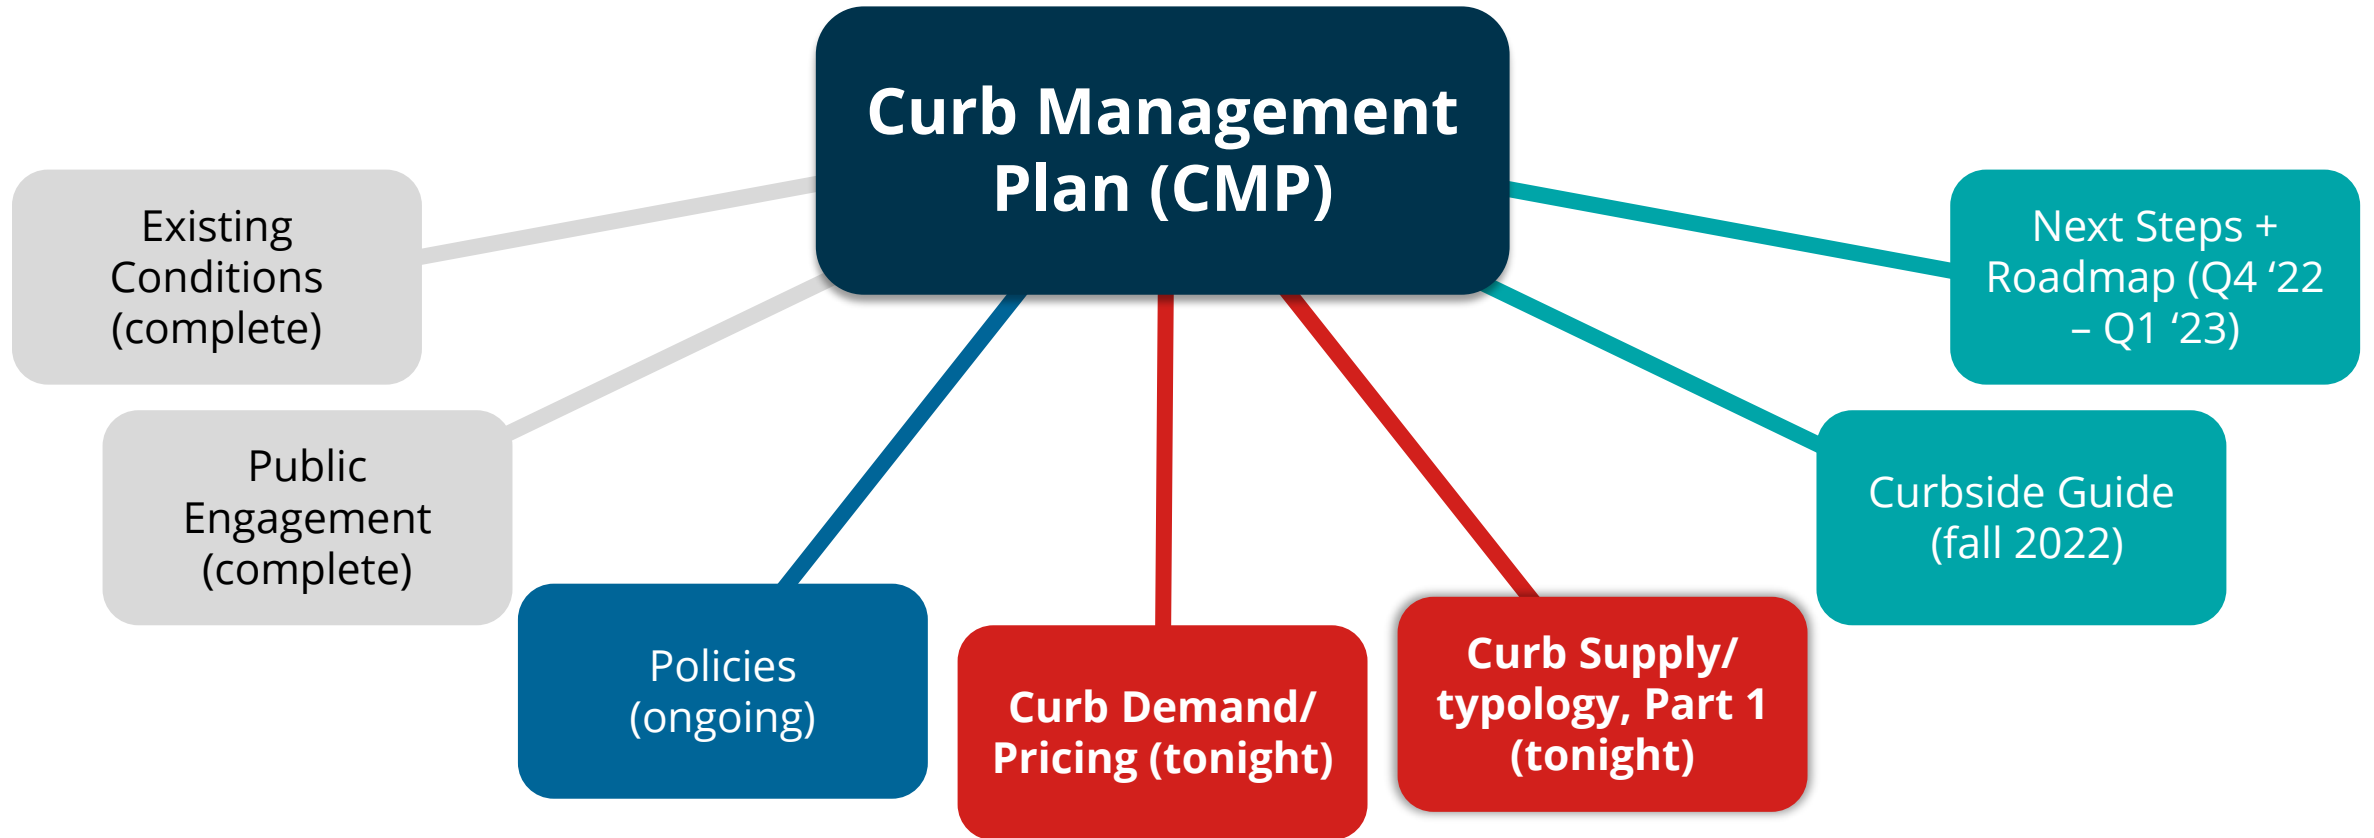 Curb Management
Plan (CMP)
Existing
Conditions
(complete)
Public
Engagement
(complete)
Policies
(ongoing)
Curb Demand/
Pricing (tonight)
Curb Supply/
typology, Part 1
(tonight)
Curbside Guide
(fall 2022)
Next Steps +
Roadmap (Q4 ‘22
– Q1 ‘23)